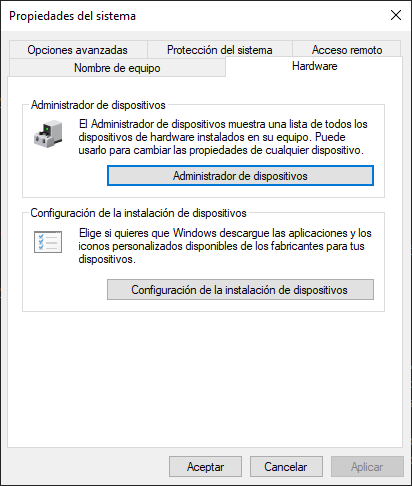 Propiedades del sistema
Opciones avanzadas
Protección del sistema
Acceso remoto
Nombre de equipo
Hardware
Administrador de dispositivos
El Administrador de dispositivos muestra una lista de todos los
dispositivos de hardware instalados en su equipo. Puede
usarlo para cambiar las propiedades de cualquier dispositivo.
Administrador de dispositivos
Configuración de la instalación de dispositivos
Elige si quieres que Windows descargue las aplicaciones y los
iconos personalizados disponibles de los fabricantes para tus
dispositivos.
Configuración de la instalación de dispositivos
Aceptar
Cancelar
Aplicar